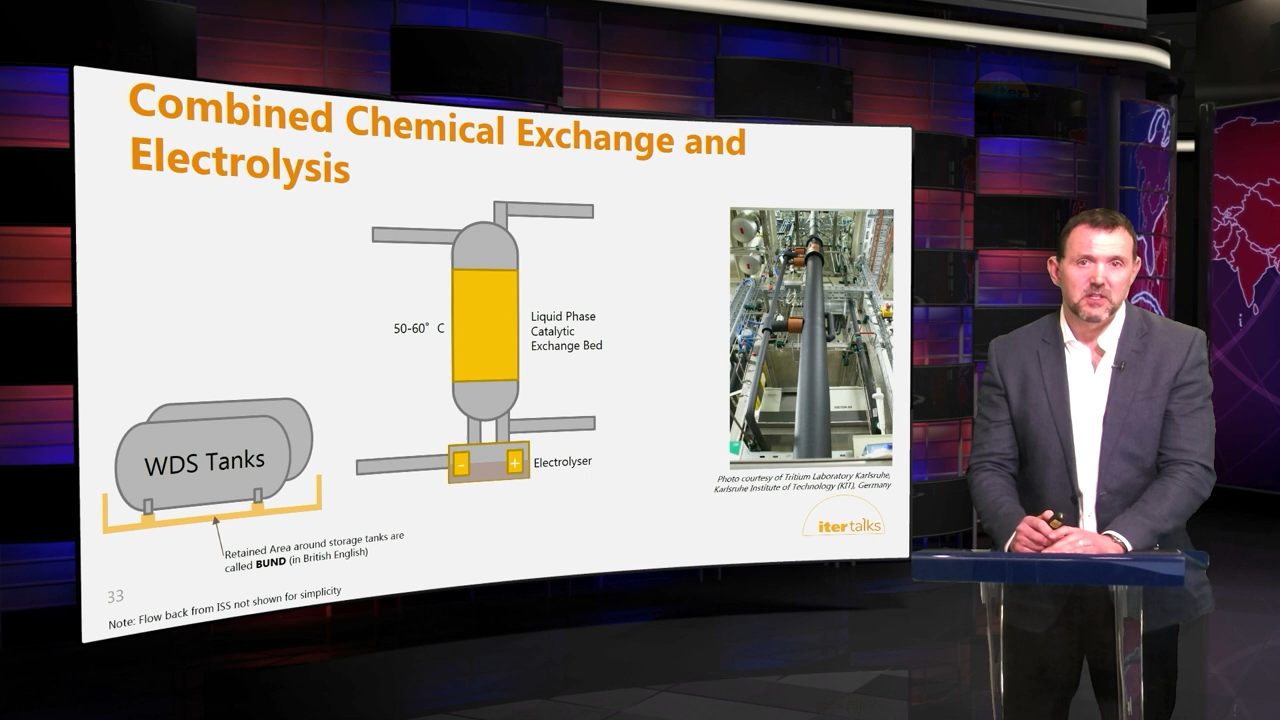 Combined Chemical Exchange and
Electrolysis
50-60° C
Liquid Phase
Catalytic
Exchange Bed
WDS Tanks
-
+
Electrolyser
Photo courtesy of Tritium Laboratory Karlsruhe,
Karlsruhe Institute of Technology (KIT), Germany
iter talks
Retained Area around storage tanks are
called BUND (in British English)
33
Note: Flow back from ISS not shown for simplicity